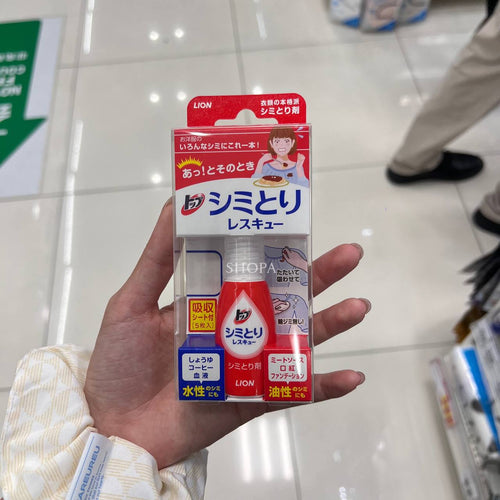 LION
衣類の本格派
シミとり剤
お洋服の
いろんなシミにこれ一本!
あっ!とそのとき
トップ
シミとり
レスキュー
SHOPA
たたいて
吸わせて
吸収
シート付
[5枚入]
トップ
シミとり
レスキュー
シミとり剤
LION
しょうゆ
コーヒー
血液
水性のシミにも
ミートソース
口紅
ファンデーション
油性のシミにも
AREUREU